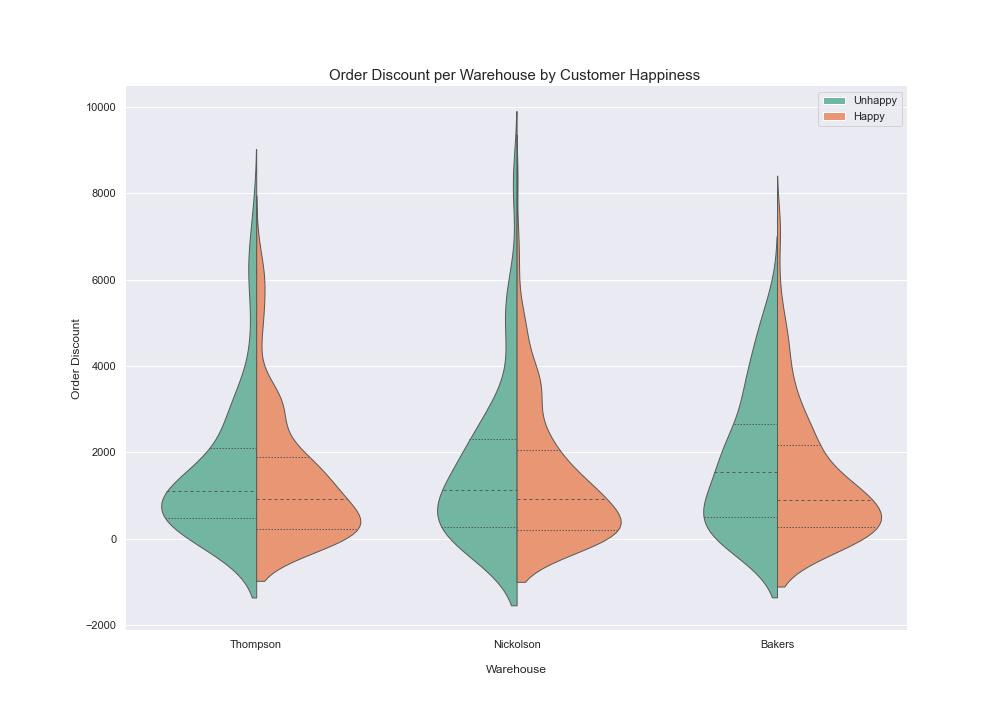 Order Discount per Warehouse by Customer Happiness
Unhappy
Happy
10000
8000
6000
4000
2000
0
−2000
Order Discount
Thompson
Nickolson
Bakers
Warehouse